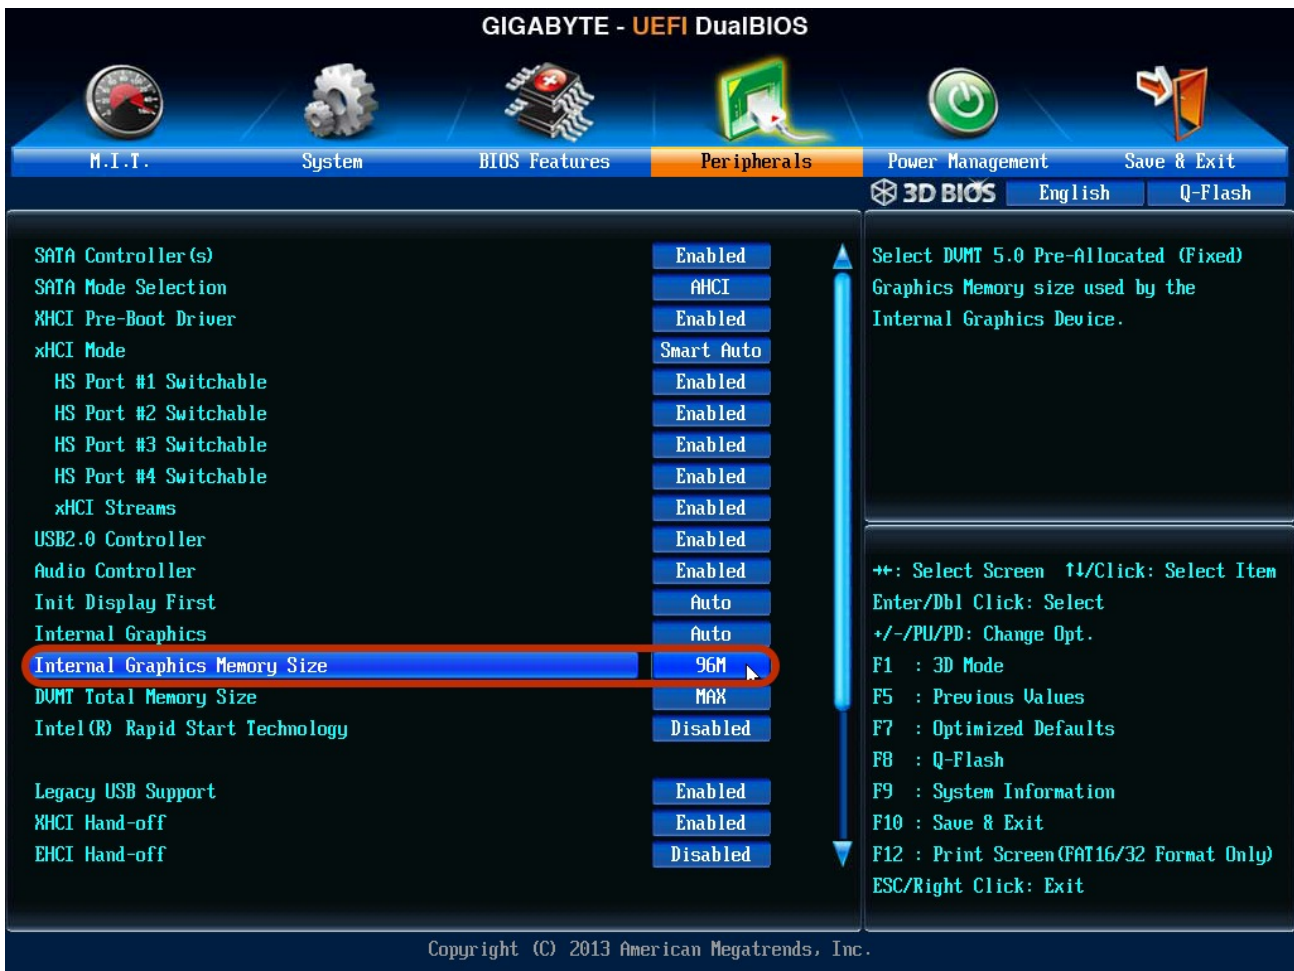 GIGABYTE - UEFI DualBIOS
M.I.T. System BIOS Features Peripherals Power Management Save & Exit
3D BIOS English Q-Flash
SATA Controller(s) Enabled
SATA Mode Selection AHCI
XHCI Pre-Boot Driver Enabled
xHCI Mode Smart Auto
HS Port #1 Switchable Enabled
HS Port #2 Switchable Enabled
HS Port #3 Switchable Enabled
HS Port #4 Switchable Enabled
xHCI Streams Enabled
USB2.0 Controller Enabled
Audio Controller Enabled
Init Display First Auto
Internal Graphics Auto
Internal Graphics Memory Size 96M
DVMT Total Memory Size MAX
Intel(R) Rapid Start Technology Disabled
Legacy USB Support Enabled
XHCI Hand-off Enabled
EHCI Hand-off Disabled
Select DVMT 5.0 Pre-Allocated (Fixed)
Graphics Memory size used by the
Internal Graphics Device.
→←: Select Screen ↑↓/Click: Select Item
Enter/Dbl Click: Select
+/-/PU/PD: Change Opt.
F1 : 3D Mode
F5 : Previous Values
F7 : Optimized Defaults
F8 : Q-Flash
F9 : System Information
F10 : Save & Exit
F12 : Print Screen(FAT16/32 Format Only)
ESC/Right Click: Exit
Copyright (C) 2013 American Megatrends, Inc.